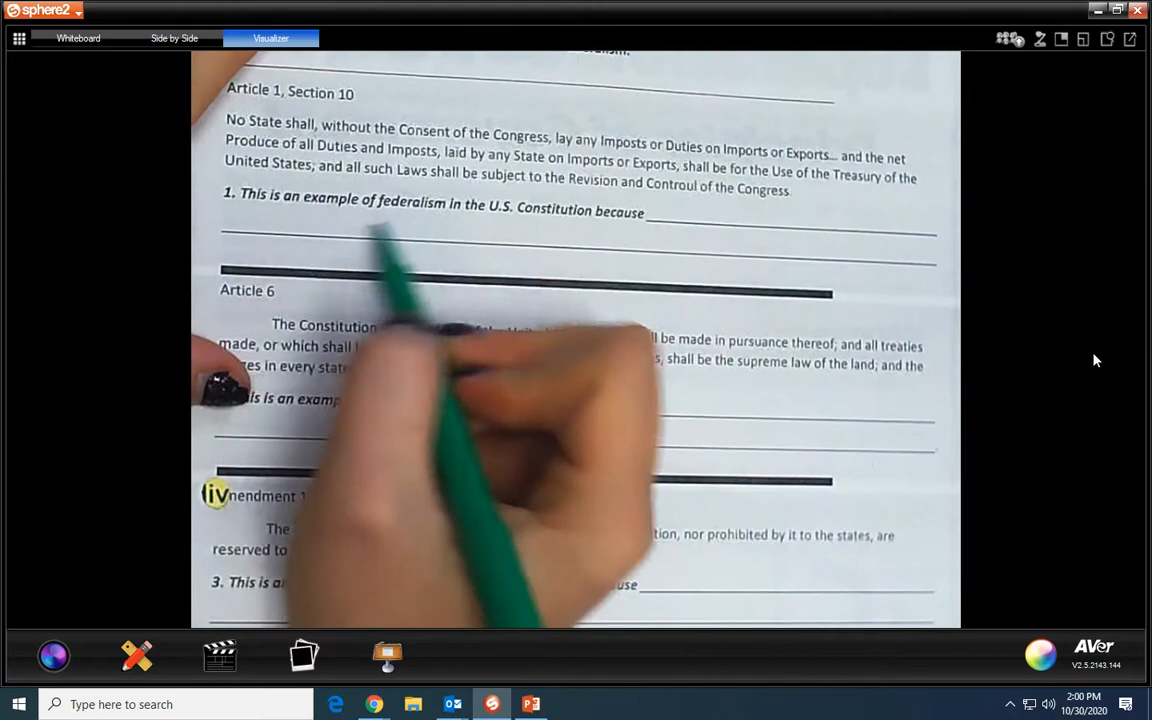 sphere2
Whiteboard Side by Side Visualizer
Article 1, Section 10
No State shall, without the Consent of the Congress, lay any Imposts or Duties on Imports or Exports... and the net
Produce of all Duties and Imposts, laid by any State on Imports or Exports, shall be for the Use of the Treasury of the
United States; and all such Laws shall be subject to the Revision and Controul of the Congress.
1. This is an example of federalism in the U.S. Constitution because
Article 6
The Constitution be made in pursuance thereof; and all treaties
made, or which shall shall be the supreme law of the land; and the
in every
is an
iv
The nor prohibited by it to the states, are
reserved to
3. This is
AVer
V2.5.2143.144
Type here to search
2:00 PM
10/30/2020